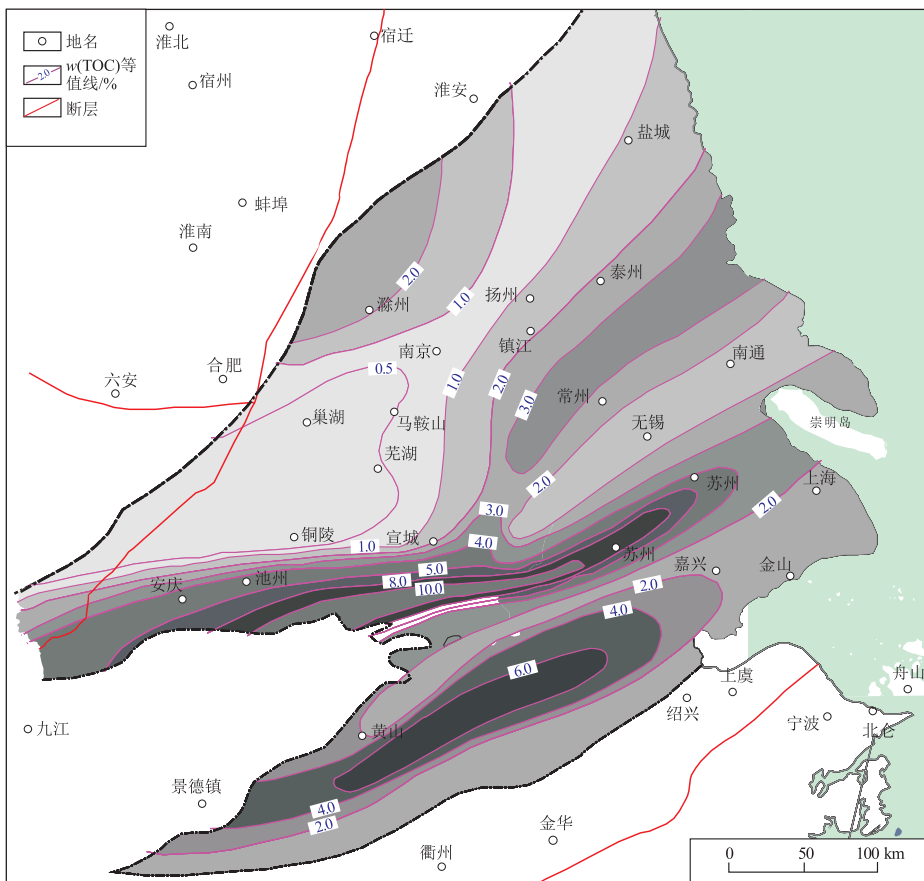 淮北
宿迁
地名
2.0
w(TOC)等
值线/%
断层
宿州
淮安
盐城
蚌埠
淮南
2.0
泰州
1.0
扬州
滁州
镇江
南京
南通
0.5
合肥
六安
1.0
2.0
3.0
常州
巢湖
马鞍山
无锡
崇明岛
芜湖
苏州
上海
2.0
2.0
3.0
铜陵
1.0
宣城
4.0
苏州
5.0
嘉兴
金山
池州
8.0
10.0
2.0
安庆
4.0
6.0
舟山
上虞
绍兴
宁波
北仑
九江
黄山
景德镇
4.0
2.0
金华
衢州
0 50 100 km